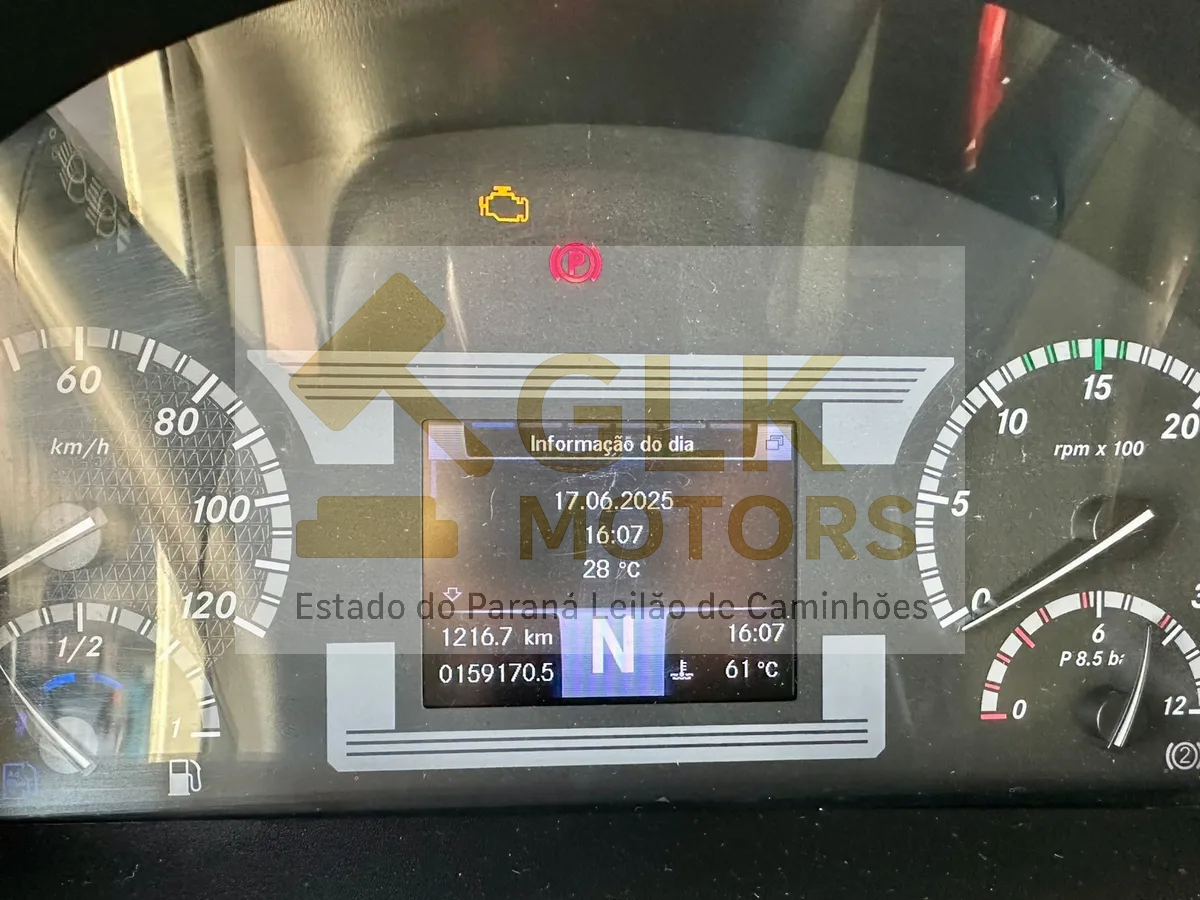 P
60
80
km/h
100
120
1/2
1
GLK
MOTORS
Estado do Paraná Leilão de Caminhões
Informação do dia
17.06.2025
16:07
28 °C
1216.7 km
N
16:07
0159170.5
61 °C
10
15
20
rpm x 100
5
0
6
P 8.5
0
12
2